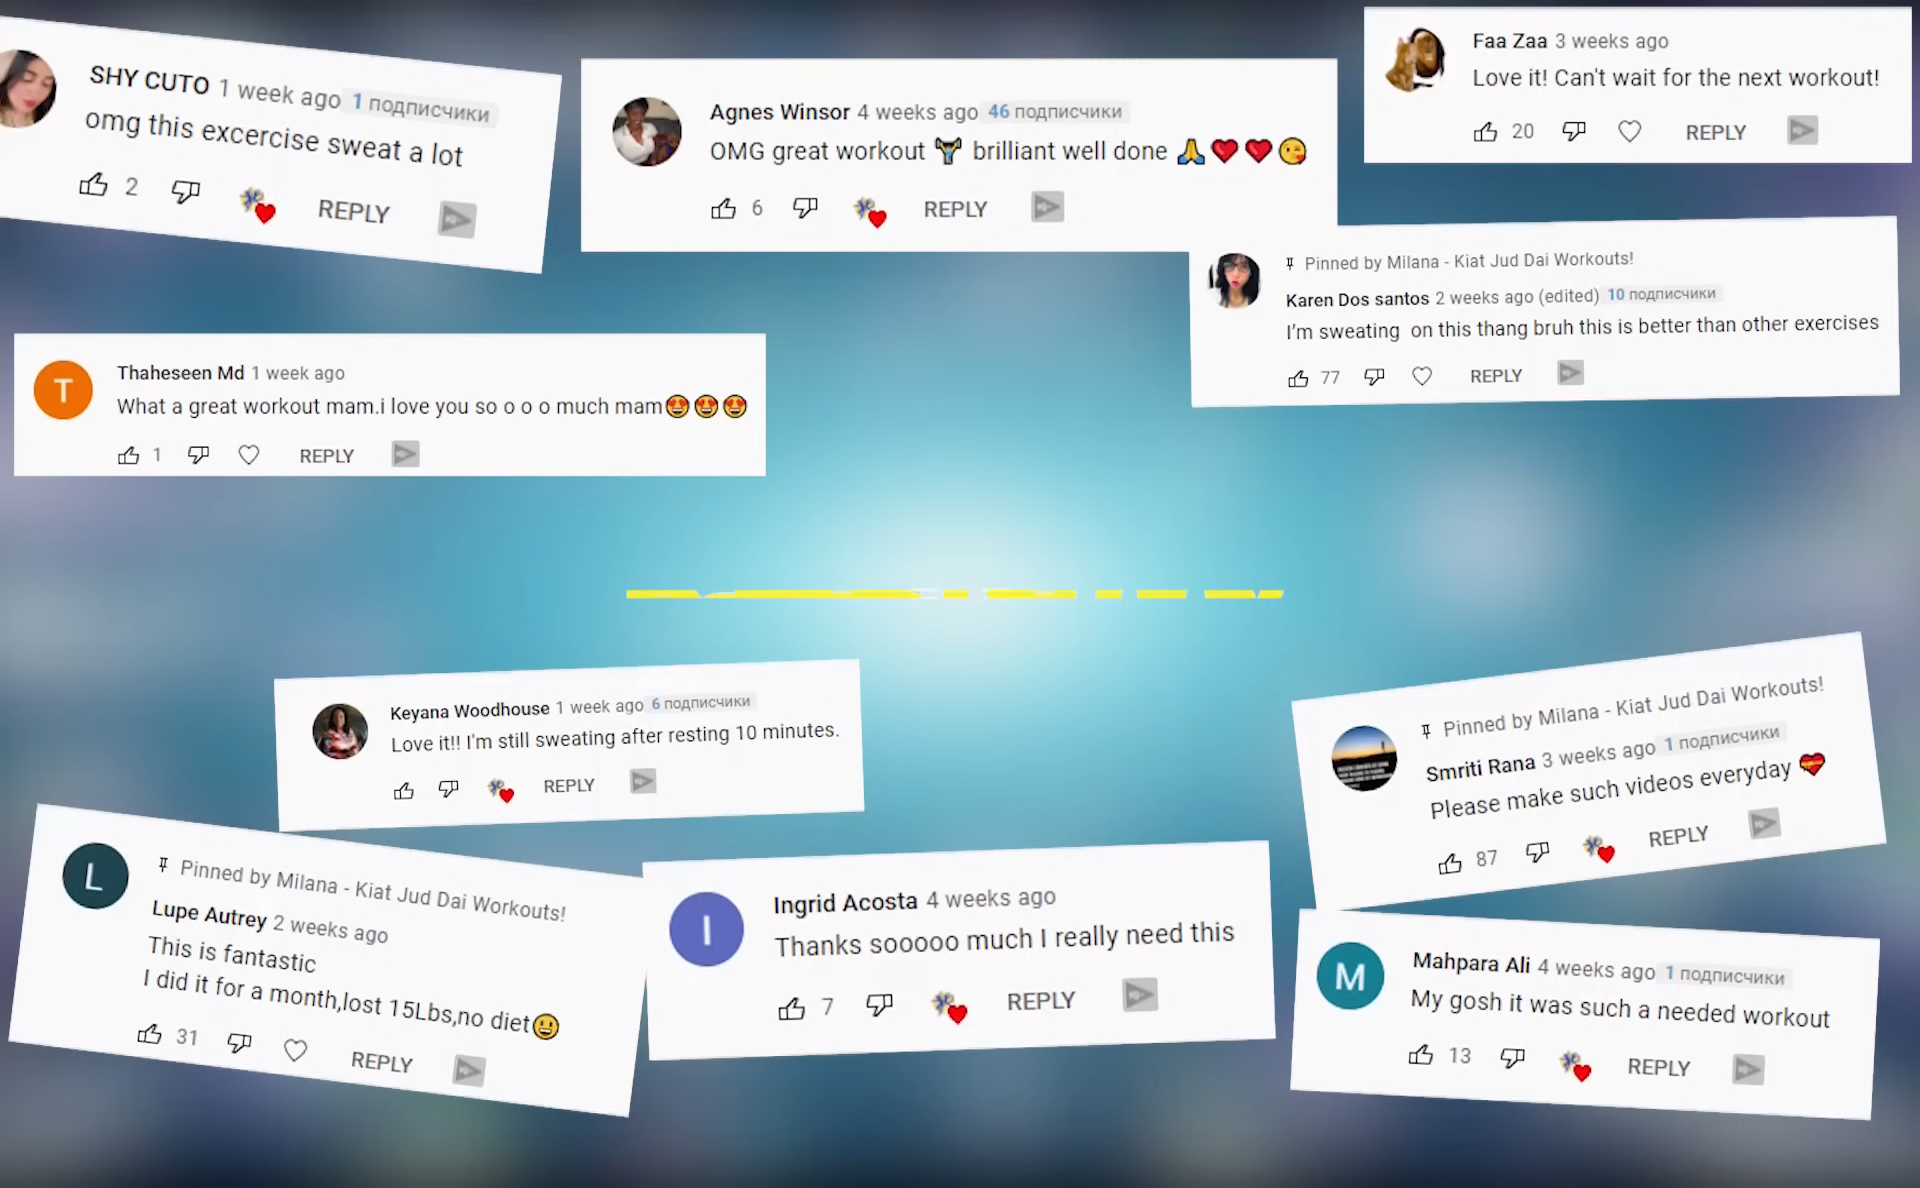 SHY CUTO 1 week ago 1 подписчики
omg this excercise sweat a lot
2 REPLY
Agnes Winsor 4 weeks ago 46 подписчики
OMG great workout 🏋 brilliant well done 🙏❤️❤️😘
6 REPLY
Faa Zaa 3 weeks ago
Love it! Can't wait for the next workout!
20 REPLY
Pinned by Milana - Kiat Jud Dai Workouts!
Karen Dos santos 2 weeks ago (edited) 10 подписчики
I'm sweating on this thang bruh this is better than other exercises
77 REPLY
T
Thaheseen Md 1 week ago
What a great workout mam.i love you so o o o much mam😍😍😍
1 REPLY
Keyana Woodhouse 1 week ago 6 подписчики
Love it!! I'm still sweating after resting 10 minutes.
REPLY
Pinned by Milana - Kiat Jud Dai Workouts!
Smriti Rana 3 weeks ago 1 подписчики
Please make such videos everyday 💝
87 REPLY
L
Pinned by Milana - Kiat Jud Dai Workouts!
Lupe Autrey 2 weeks ago
This is fantastic
I did it for a month,lost 15Lbs,no diet😃
31 REPLY
I
Ingrid Acosta 4 weeks ago
Thanks sooooo much I really need this
7 REPLY
M
Mahpara Ali 4 weeks ago 1 подписчики
My gosh it was such a needed workout
13 REPLY